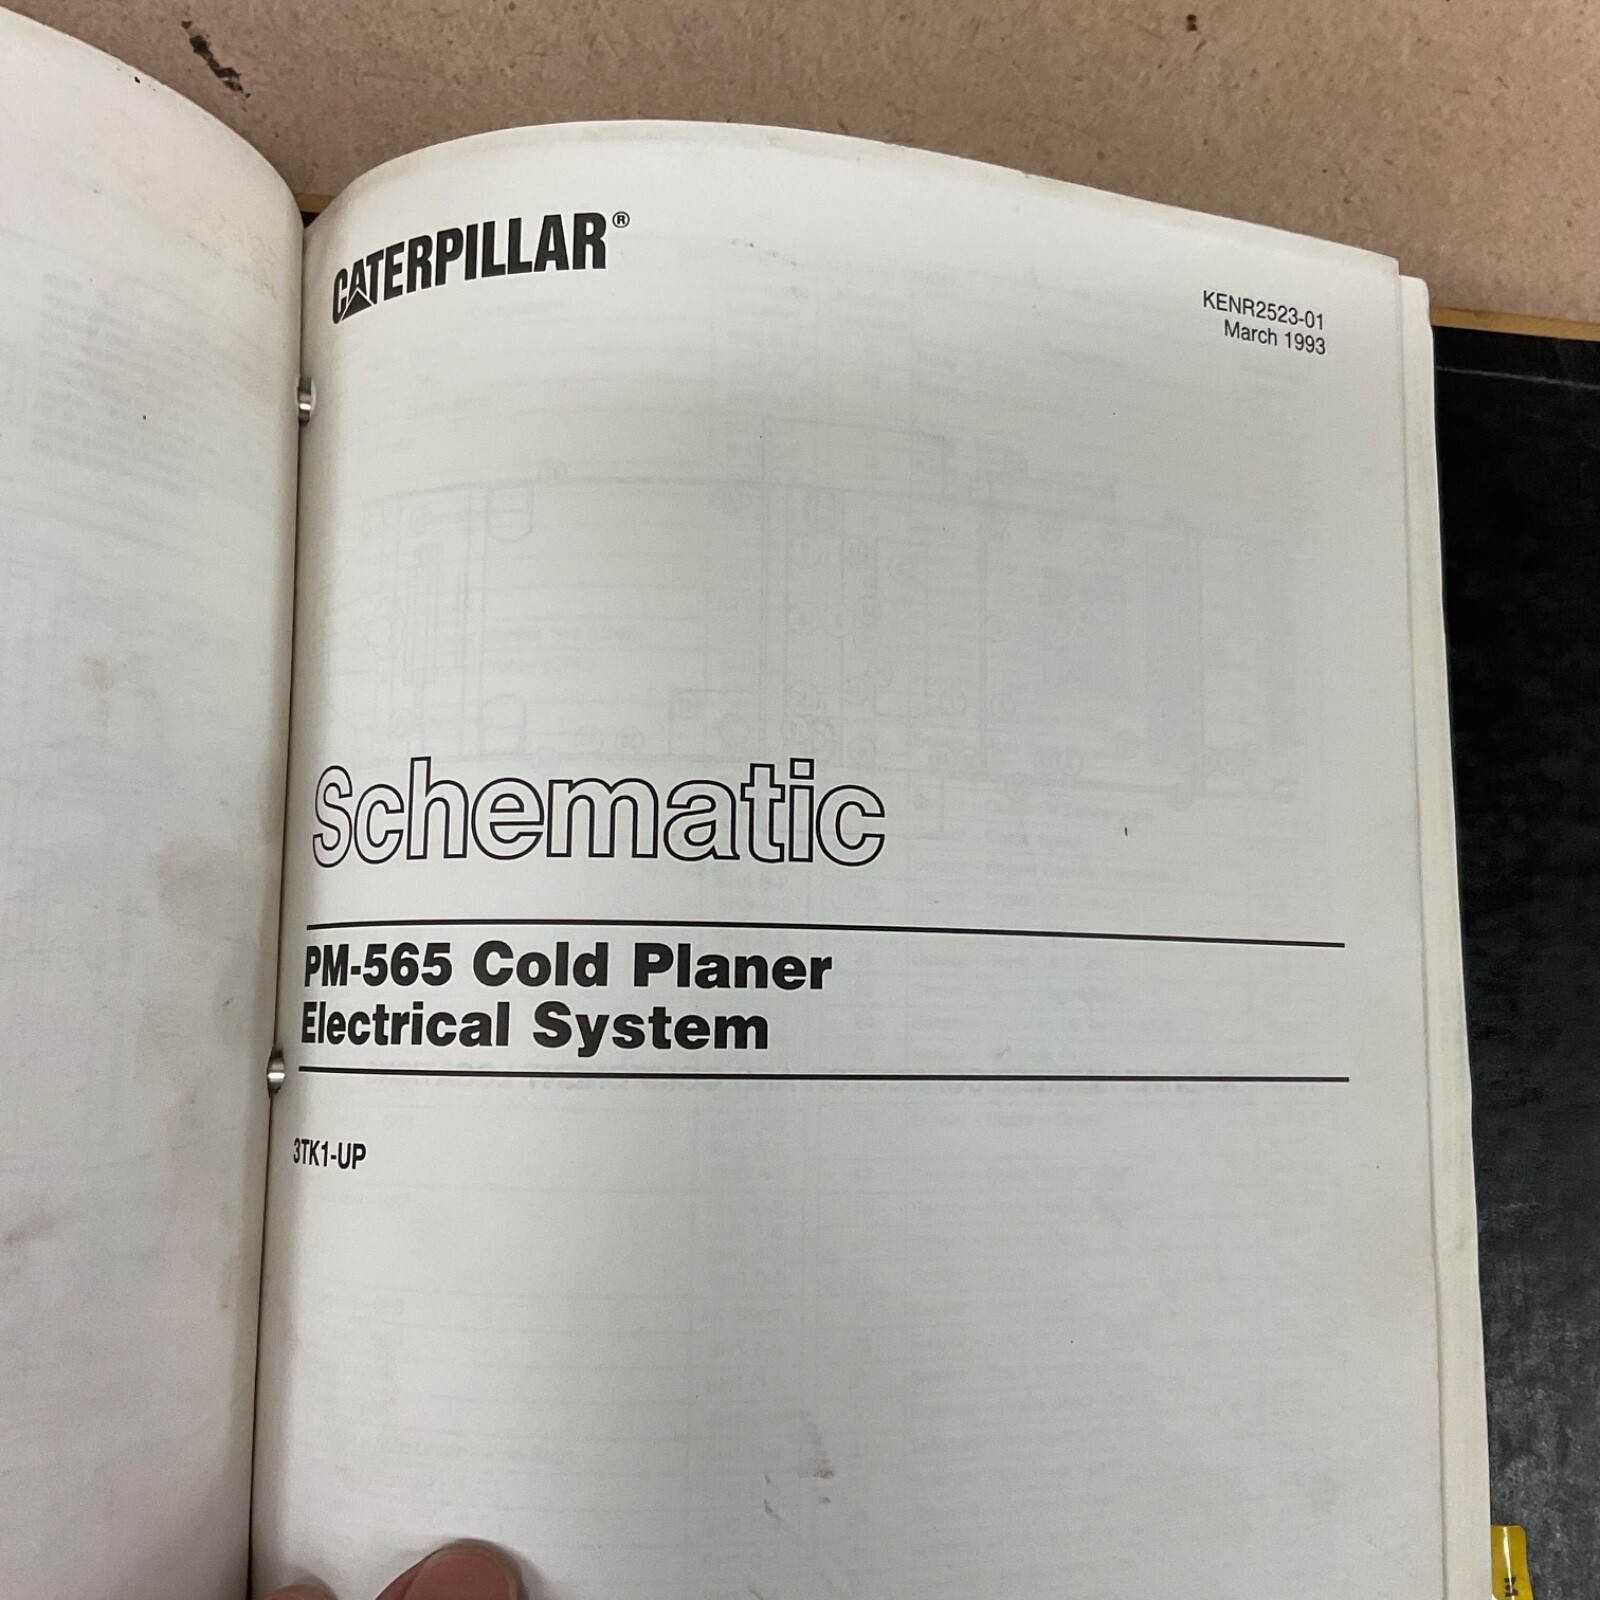 CATERPILLAR®
KENR2523-01
March 1993
Schematic
PM-565 Cold Planer
Electrical System
3TK1-UP